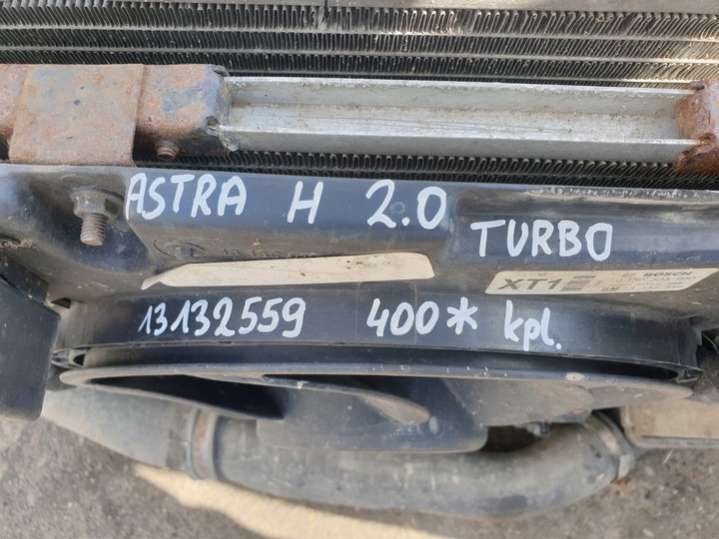 ASTRA H 2.0 TURBO
XT1
BOSCH
13132559 400* kpl.